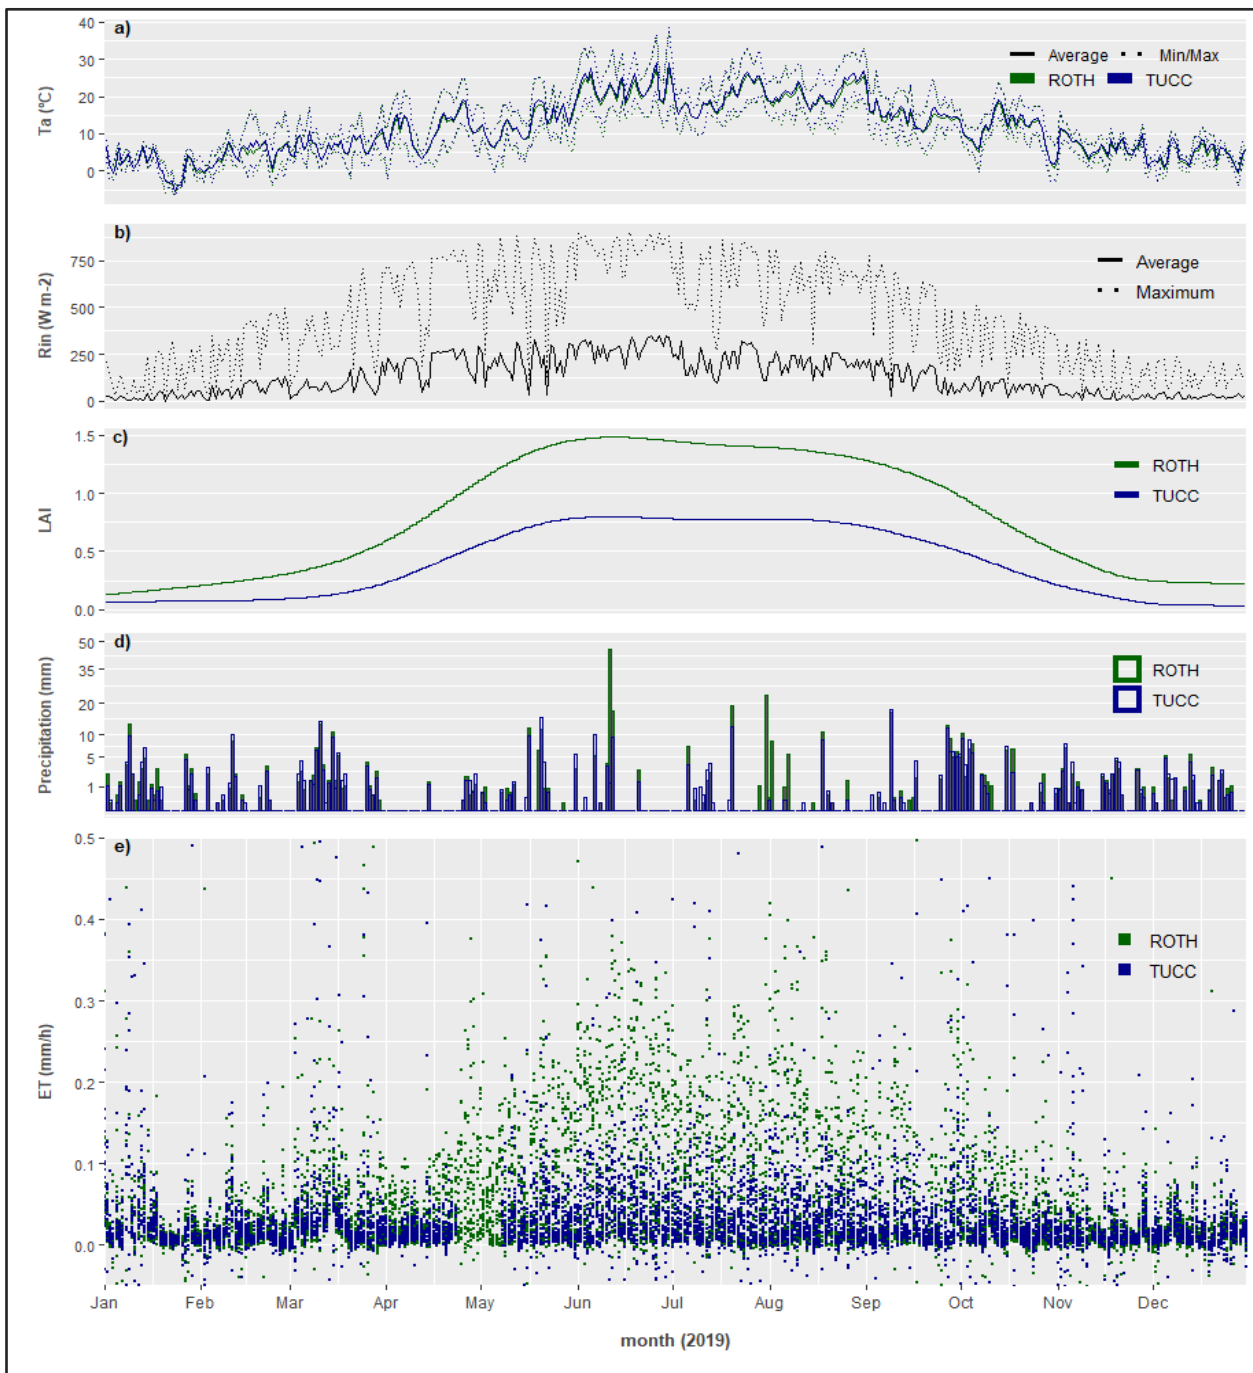 a)
40
30
20
10
0
Ta (ºC)
Average
Min/Max
ROTH
TUCC
b)
750
500
250
0
Rin (W m-2)
Average
Maximum
c)
1.5
1.0
0.5
0.0
LAI
ROTH
TUCC
d)
50
35
20
10
5
1
Precipitation (mm)
ROTH
TUCC
e)
0.5
0.4
0.3
0.2
0.1
0.0
ET (mm/h)
ROTH
TUCC
Jan Feb Mar Apr May Jun Jul Aug Sep Oct Nov Dec
month (2019)